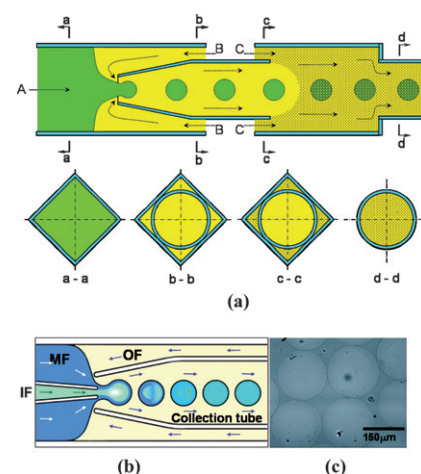 a b c
d
B C
A
B C
a b c d
a - a b - b c - c d - d
(a)
MF OF
IF
Collection tube
150µm
(b) (c)